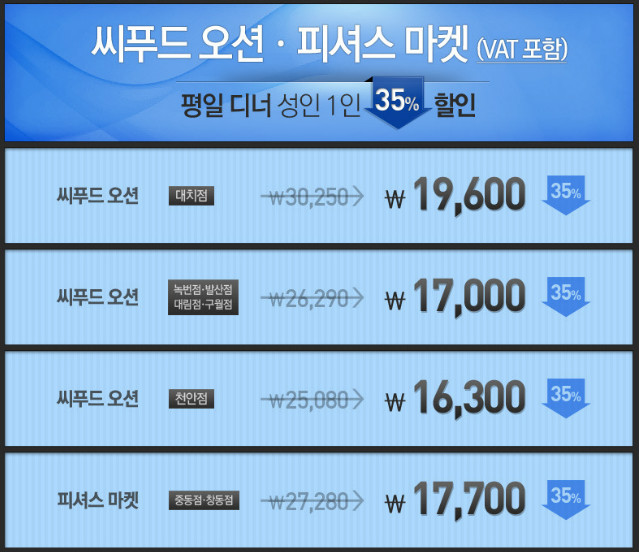 씨푸드 오션 · 피셔스 마켓 (VAT 포함)
평일 디너 성인 1인 35% 할인
씨푸드 오션 대치점 ₩30,250 ₩ 19,600 35%
씨푸드 오션 녹번점·발산점 대림점·구월점 ₩26,290 ₩ 17,000 35%
씨푸드 오션 천안점 ₩25,080 ₩ 16,300 35%
피셔스 마켓 중동점·창동점 ₩27,280 ₩ 17,700 35%